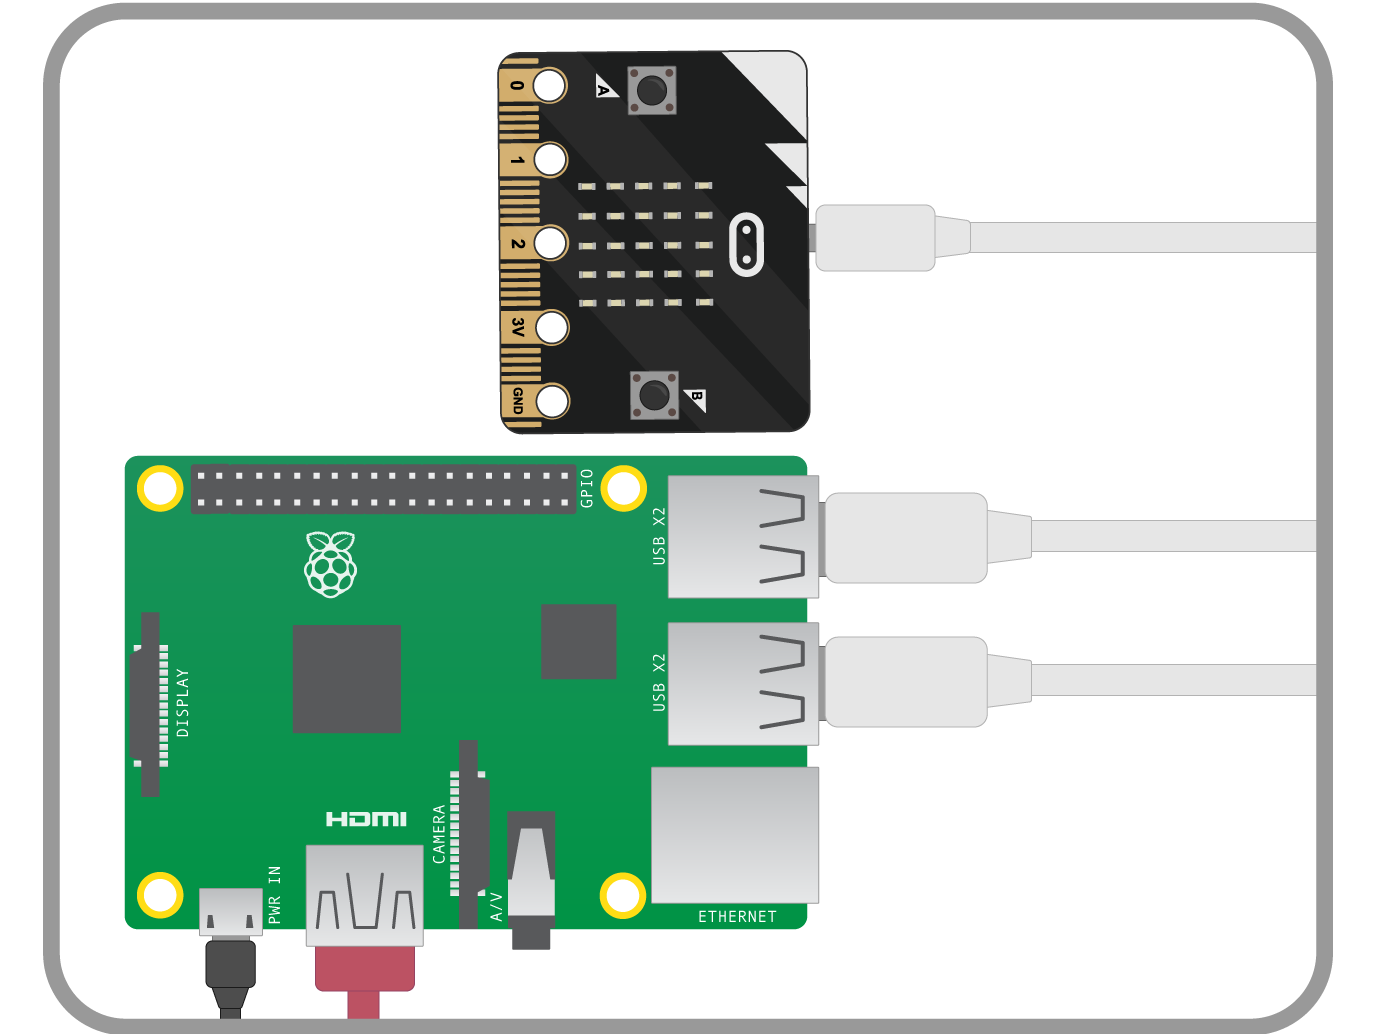 0
A
1
2
3V
GND
B
GPIO
USB X2
USB X2
DISPLAY
HDMI
CAMERA
PWR IN
A/V
ETHERNET